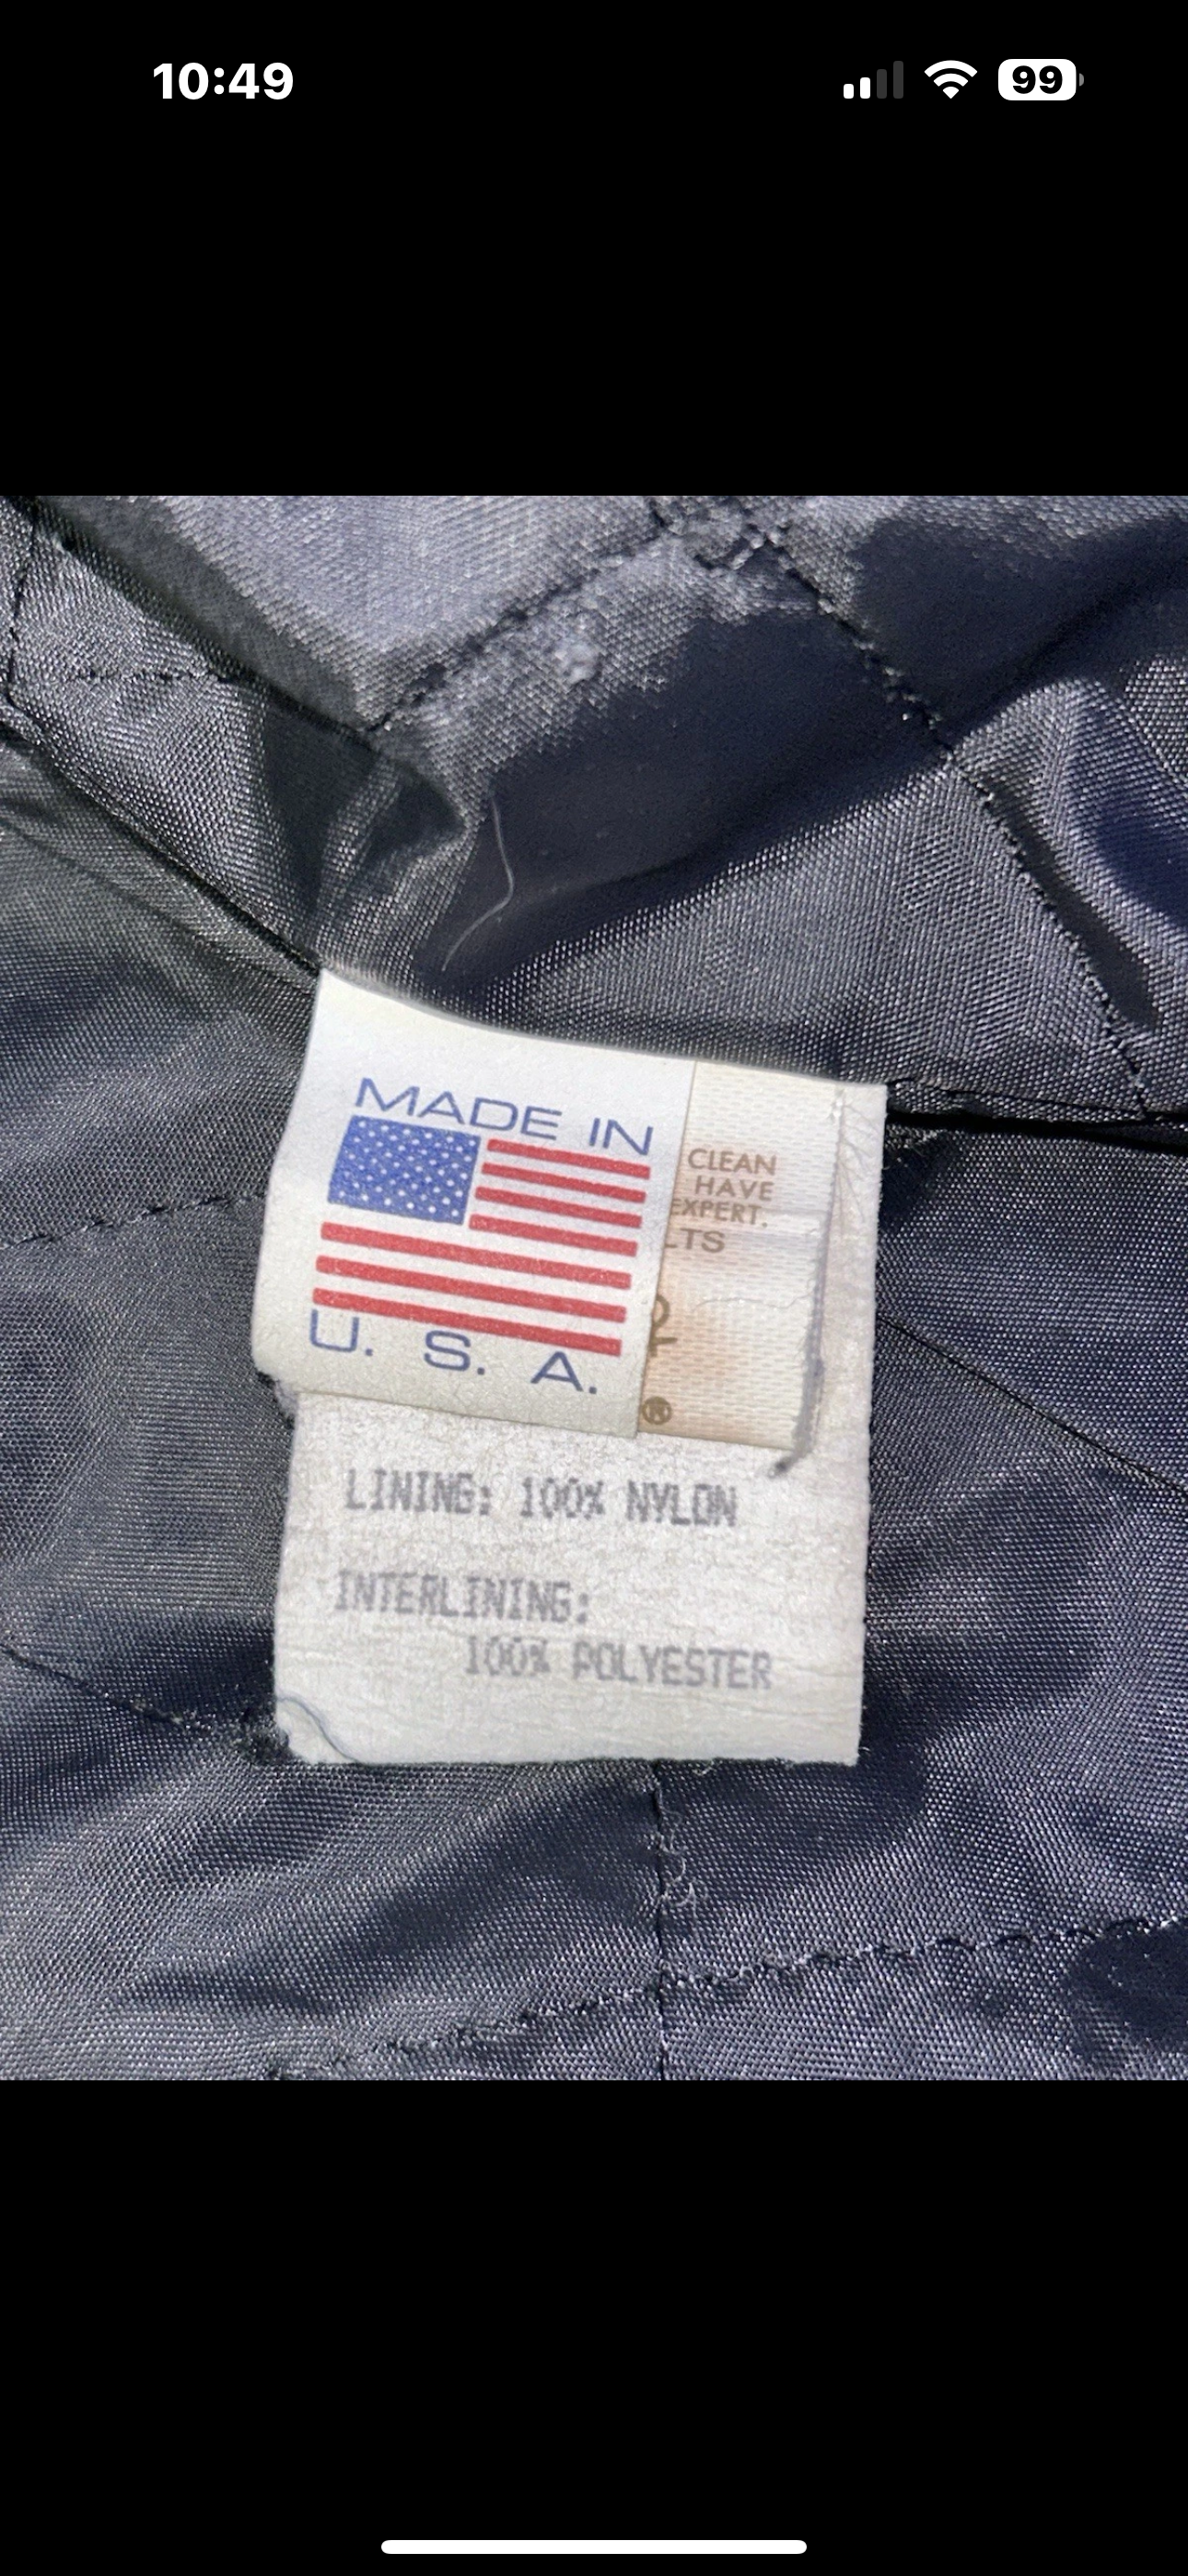 10:49
99
MADE IN
U. S. A.
CLEAN
HAVE
EXPERT.
LTS
®
LINING: 100% NYLON
INTERLINING:
100% POLYESTER